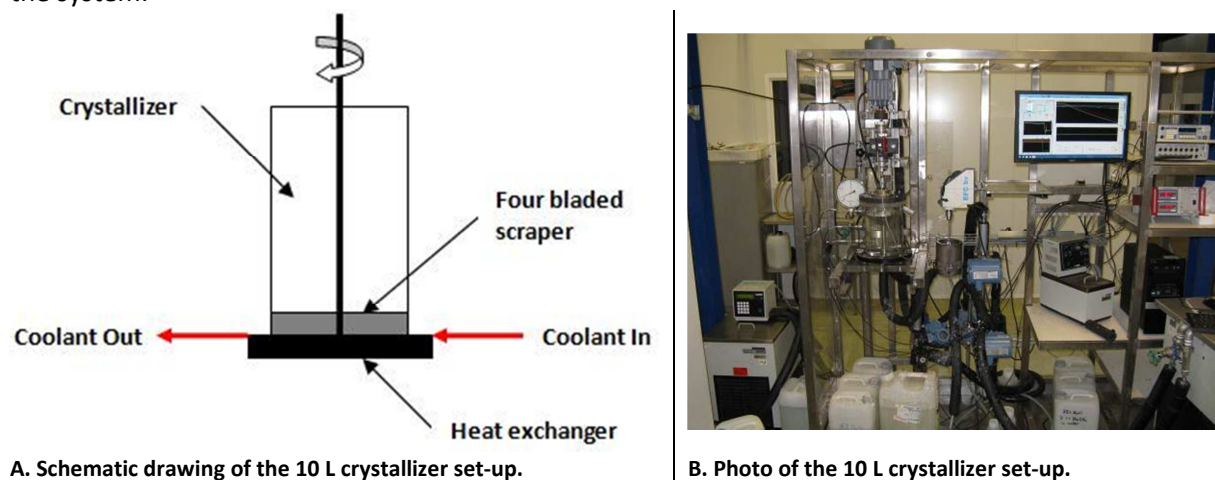 the system.
Crystallizer
Four bladed
scraper
Coolant Out
Coolant In
Heat exchanger
A. Schematic drawing of the 10 L crystallizer set-up.
B. Photo of the 10 L crystallizer set-up.